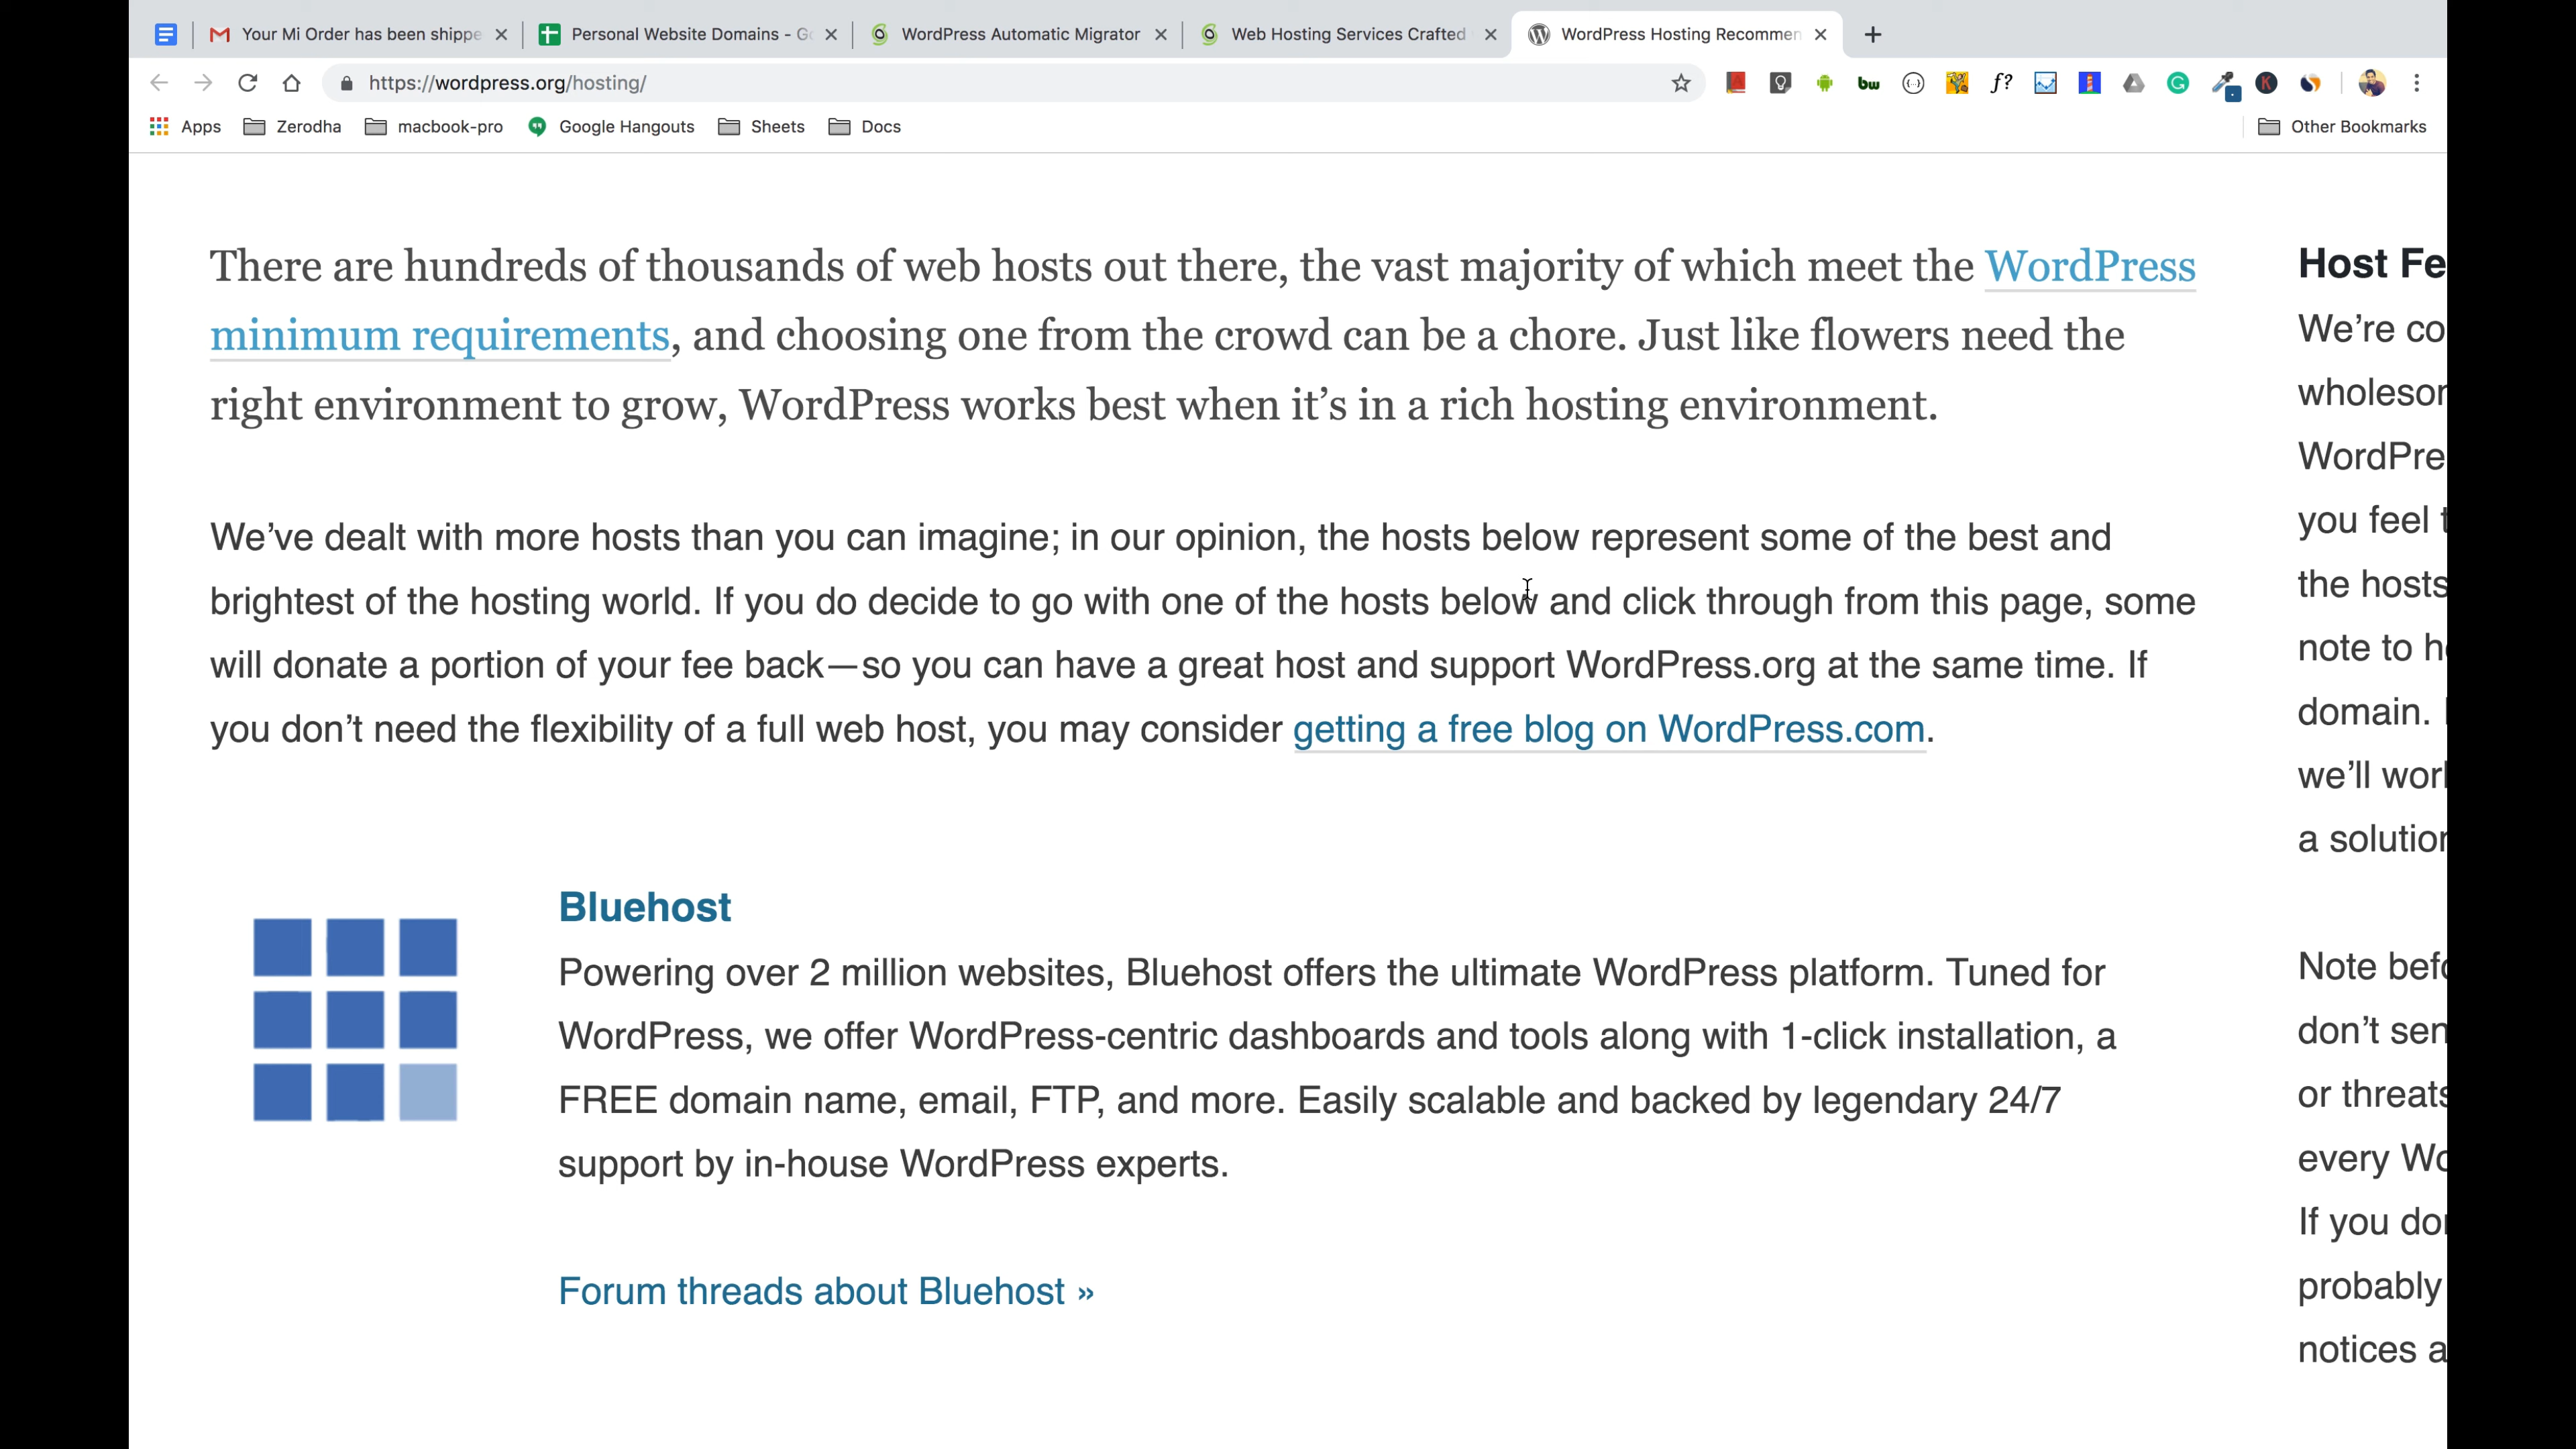 Your Mi Order has been shippe
Personal Website Domains - Go
WordPress Automatic Migrator
Web Hosting Services Crafted
WordPress Hosting Recommen
https://wordpress.org/hosting/
Apps
Zerodha
macbook-pro
Google Hangouts
Sheets
Docs
Other Bookmarks
There are hundreds of thousands of web hosts out there, the vast majority of which meet the WordPress
minimum requirements, and choosing one from the crowd can be a chore. Just like flowers need the
right environment to grow, WordPress works best when it’s in a rich hosting environment.
We’ve dealt with more hosts than you can imagine; in our opinion, the hosts below represent some of the best and
brightest of the hosting world. If you do decide to go with one of the hosts below and click through from this page, some
will donate a portion of your fee back—so you can have a great host and support WordPress.org at the same time. If
you don’t need the flexibility of a full web host, you may consider getting a free blog on WordPress.com.
Bluehost
Powering over 2 million websites, Bluehost offers the ultimate WordPress platform. Tuned for
WordPress, we offer WordPress-centric dashboards and tools along with 1-click installation, a
FREE domain name, email, FTP, and more. Easily scalable and backed by legendary 24/7
support by in-house WordPress experts.
Forum threads about Bluehost »
Host Fe
We’re co
wholesor
WordPre
you feel t
the hosts
note to h
domain.
we’ll worl
a solution
Note befo
don’t sen
or threats
every Wo
If you do
probably
notices a